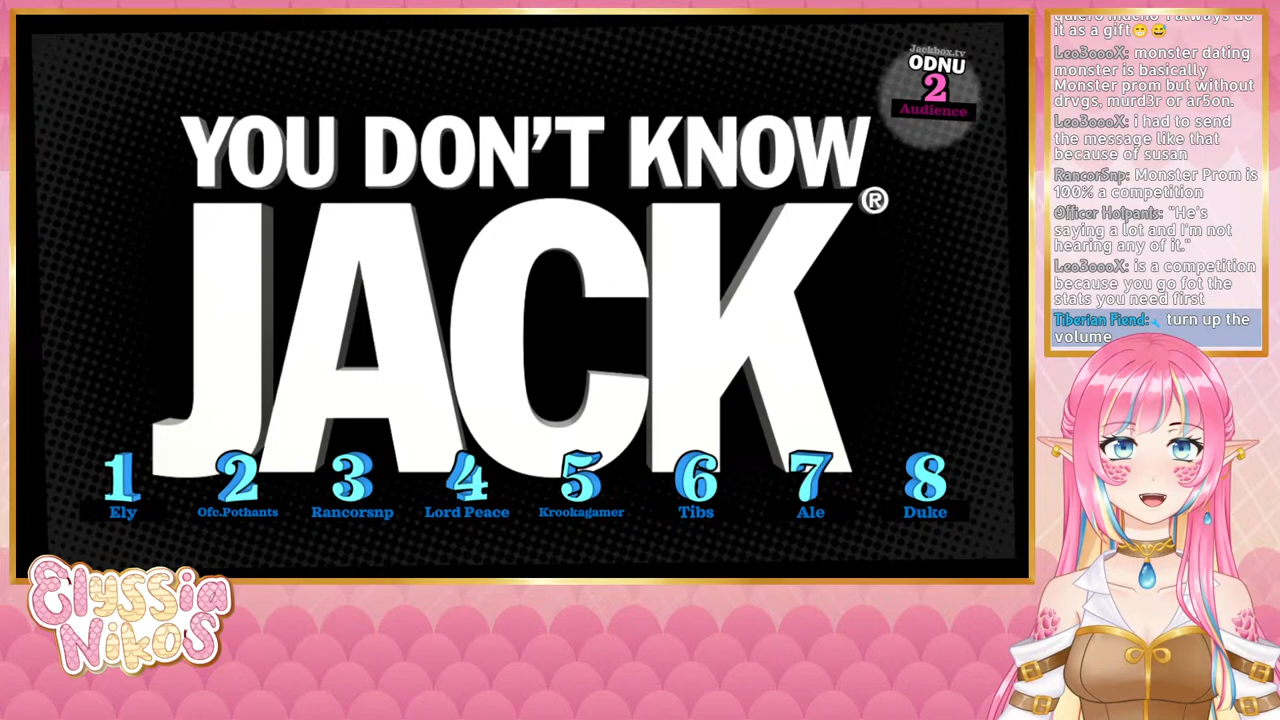 Jackbox.tv
ODNU
2
Audience
YOU DON'T KNOW
JACK®
1 2 3 4 5 6 7 8
Ely Ofc.Pothants Rancorsnp Lord Peace Krookagamer Tibs Ale Duke
Elyssia
Nikos
it as a gift😁😅
Leo3oooX: monster dating
monster is basically
Monster prom but without
drvgs, murd3r or ar5on.
Leo3oooX: i had to send
the message like that
because of susan
RancorSnp: Monster Prom is
100% a competition
Officer Holpants: "He's
saying a lot and I'm not
hearing any of it."
Leo3oooX: is a competition
because you go fot the
stats you need first
Tiberian Fiend: turn up the
volume